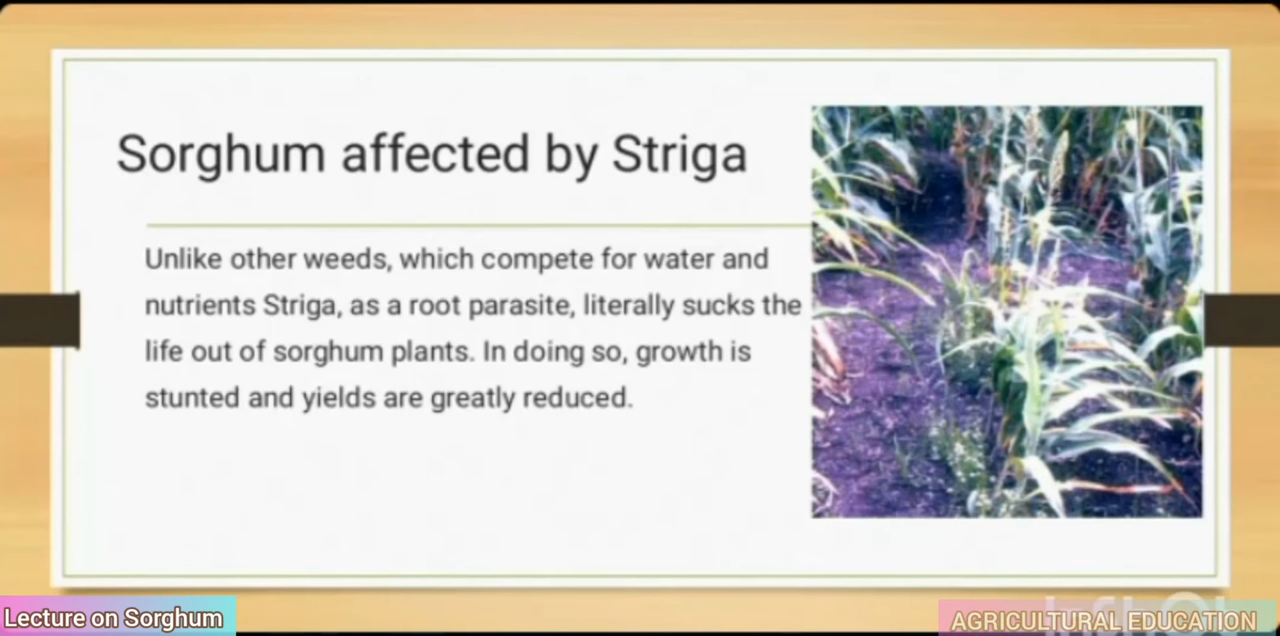 Sorghum affected by Striga
Unlike other weeds, which compete for water and
nutrients Striga, as a root parasite, literally sucks the
life out of sorghum plants. In doing so, growth is
stunted and yields are greatly reduced.
Lecture on Sorghum
AGRICULTURAL EDUCATION